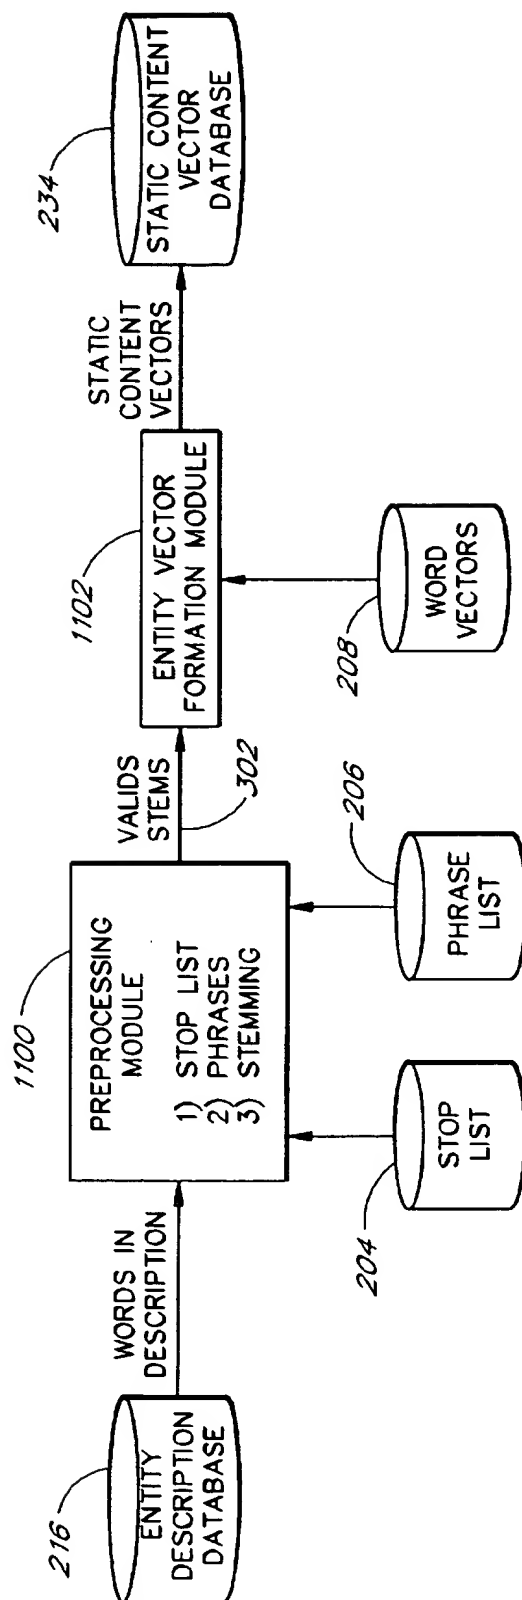 216
ENTITY
DESCRIPTION
DATABASE
WORDS IN
DESCRIPTION
1100
PREPROCESSING
MODULE
1) STOP LIST
2) PHRASES
3) STEMMING
204
STOP
LIST
206
PHRASE
LIST
VALIDS
STEMS
302
1102
ENTITY VECTOR
FORMATION MODULE
208
WORD
VECTORS
STATIC
CONTENT
VECTORS
234
STATIC CONTENT
VECTOR
DATABASE